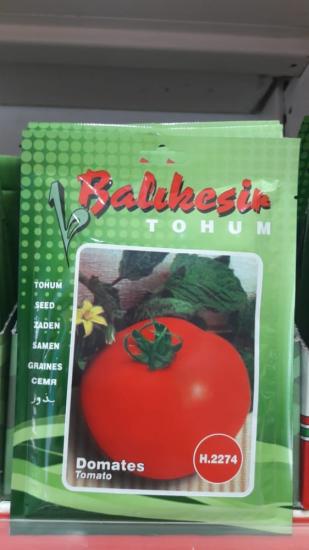 Balıkesir
TOHUM
TOHUM
SEED
ZADEN
SAMEN
GRAINES
СЕМЯ
بذور
Domates
Tomato
H.2274